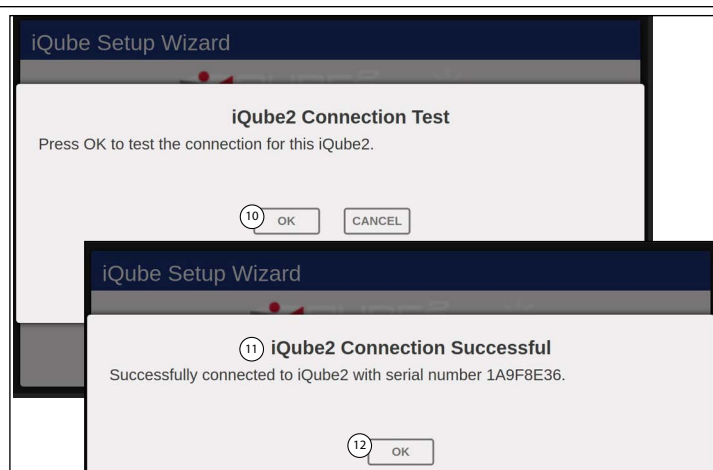 iQube Setup Wizard
iQube2 Connection Test
Press OK to test the connection for this iQube2.
10 OK CANCEL
iQube Setup Wizard
11 iQube2 Connection Successful
Successfully connected to iQube2 with serial number 1A9F8E36.
12 OK